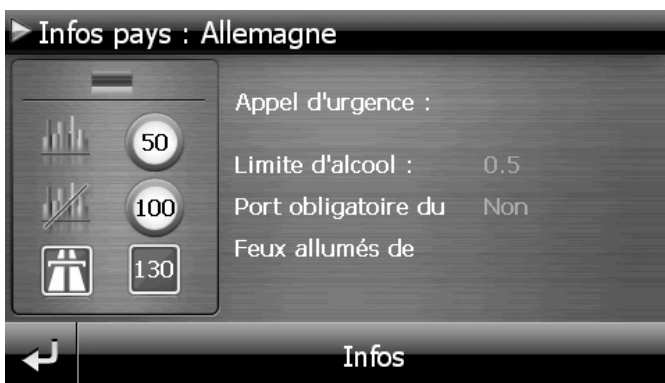 Infos pays : Allemagne
Appel d'urgence :
50
Limite d'alcool : 0.5
100
Port obligatoire du Non
Feux allumés de
130
Infos